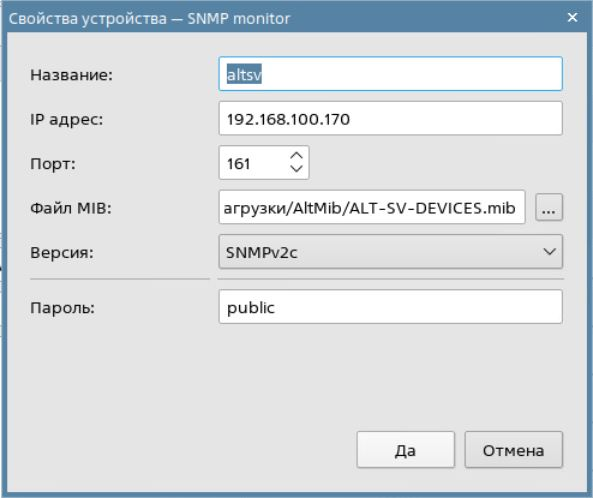 Свойства устройства — SNMP monitor ×
Название: altsv
IP адрес: 192.168.100.170
Порт: 161
Файл MIB: агрузки/AltMib/ALT-SV-DEVICES.mib ...
Версия: SNMPv2c
Пароль: public
Да Отмена